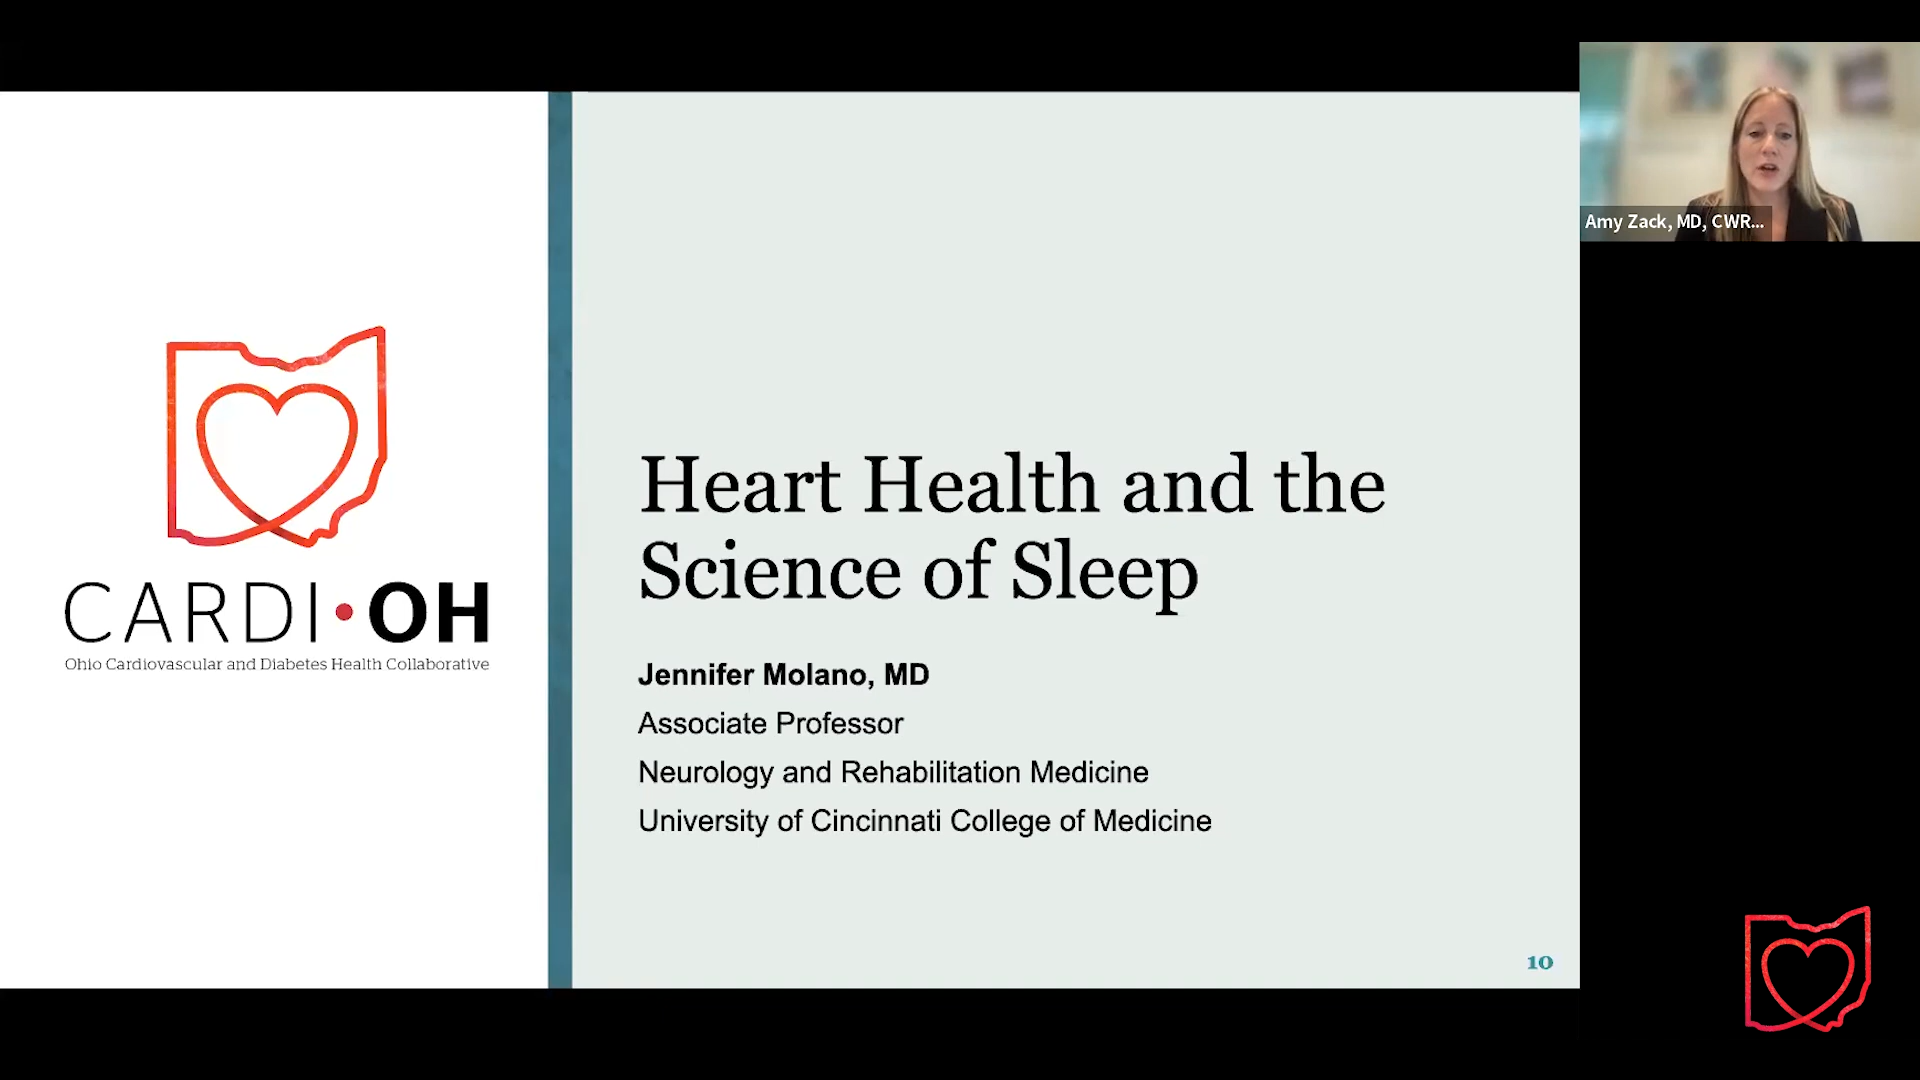 Amy Zack, MD, CWR...
CARDI•OH
Ohio Cardiovascular and Diabetes Health Collaborative
Heart Health and the
Science of Sleep
Jennifer Molano, MD
Associate Professor
Neurology and Rehabilitation Medicine
University of Cincinnati College of Medicine
10